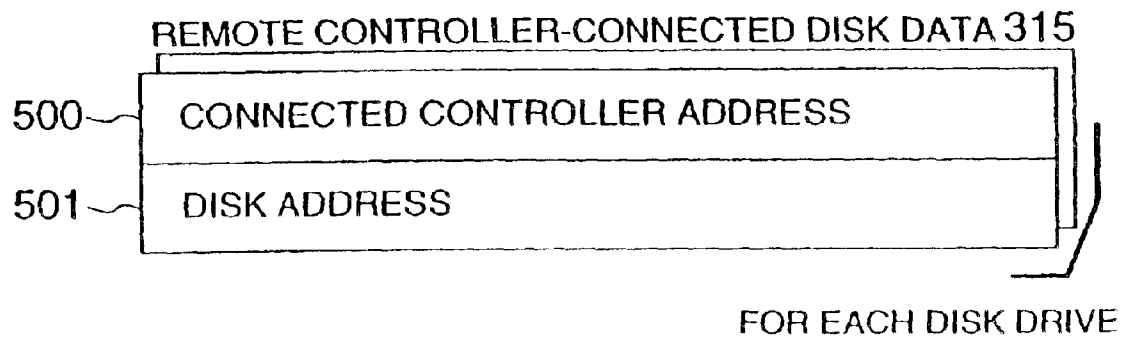 REMOTE CONTROLLER-CONNECTED DISK DATA 315
500 CONNECTED CONTROLLER ADDRESS
501 DISK ADDRESS
FOR EACH DISK DRIVE